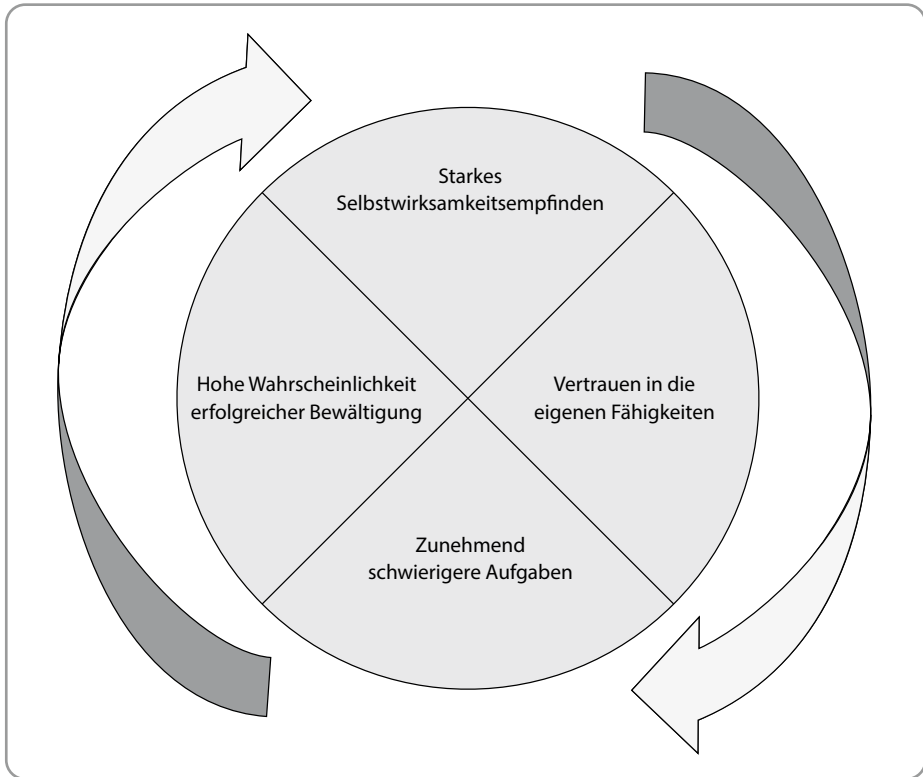 Starkes
Selbstwirksamkeitsempfinden
Hohe Wahrscheinlichkeit
erfolgreicher Bewältigung
Vertrauen in die
eigenen Fähigkeiten
Zunehmend
schwierigere Aufgaben